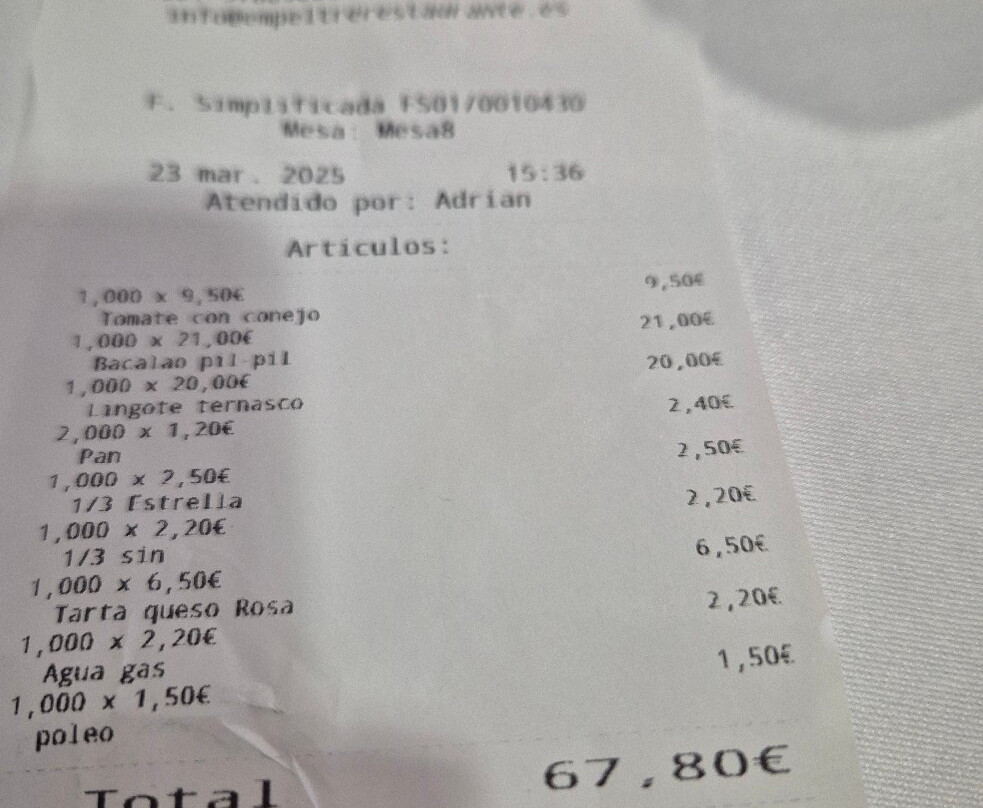 info@empeltrerestaurante.es
F. Simplificada FS01/0010430
Mesa: Mesa8
23 mar. 2025 15:36
Atendido por: Adrian
Artículos:
1,000 x 9,50€ 9,50€
Tomate con conejo
1,000 x 21,00€ 21,00€
Bacalao pil-pil
1,000 x 20,00€ 20,00€
Lingote ternasco
2,000 x 1,20€ 2,40€
Pan
1,000 x 2,50€ 2,50€
1/3 Estrella
1,000 x 2,20€ 2,20€
1/3 sin
1,000 x 6,50€ 6,50€
Tarta queso Rosa
1,000 x 2,20€ 2,20€
Agua gas
1,000 x 1,50€ 1,50€
poleo
Total 67,80€